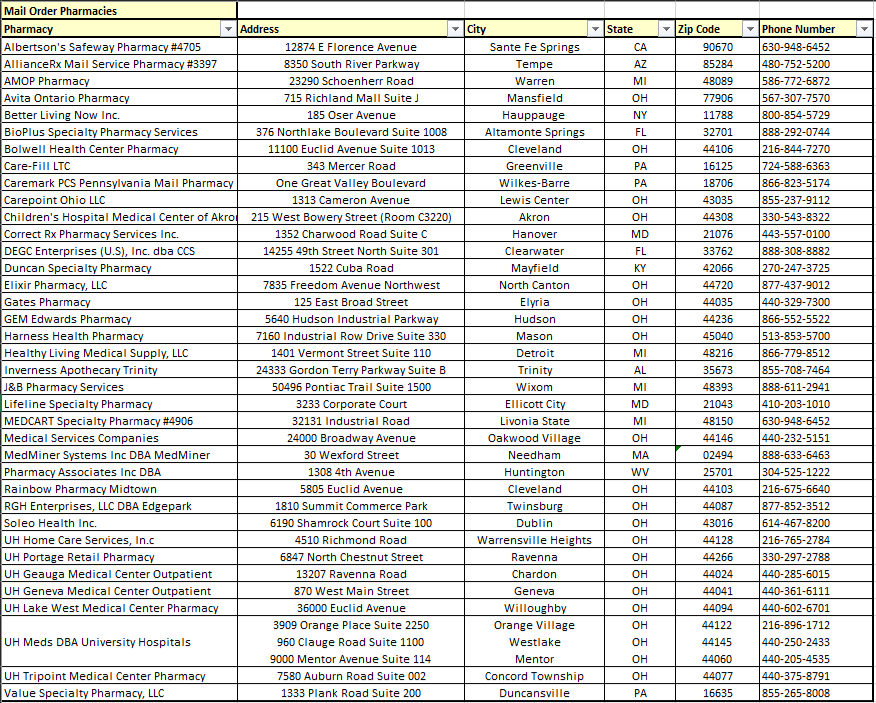 Mail Order Pharmacies
Pharmacy Address City State Zip Code Phone Number
Albertson's Safeway Pharmacy #4705 12874 E Florence Avenue Sante Fe Springs CA 90670 630-948-6452
AllianceRx Mail Service Pharmacy #3397 8350 South River Parkway Tempe AZ 85284 480-752-5200
AMOP Pharmacy 23290 Schoenherr Road Warren MI 48089 586-772-6872
Avita Ontario Pharmacy 715 Richland Mall Suite J Mansfield OH 77906 567-307-7570
Better Living Now Inc. 185 Oser Avenue Hauppauge NY 11788 800-854-5729
BioPlus Specialty Pharmacy Services 376 Northlake Boulevard Suite 1008 Altamonte Springs FL 32701 888-292-0744
Bolwell Health Center Pharmacy 11100 Euclid Avenue Suite 1013 Cleveland OH 44106 216-844-7270
Care-Fill LTC 343 Mercer Road Greenville PA 16125 724-588-6363
Caremark PCS Pennsylvania Mail Pharmacy One Great Valley Boulevard Wilkes-Barre PA 18706 866-823-5174
Carepoint Ohio LLC 1313 Cameron Avenue Lewis Center OH 43035 855-237-9112
Children's Hospital Medical Center of Akron 215 West Bowery Street (Room C3220) Akron OH 44308 330-543-8322
Correct Rx Pharmacy Services Inc. 1352 Charwood Road Suite C Hanover MD 21076 443-557-0100
DEGC Enterprises (U.S), Inc. dba CCS 14255 49th Street North Suite 301 Clearwater FL 33762 888-308-8882
Duncan Specialty Pharmacy 1522 Cuba Road Mayfield KY 42066 270-247-3725
Elixir Pharmacy, LLC 7835 Freedom Avenue Northwest North Canton OH 44720 877-437-9012
Gates Pharmacy 125 East Broad Street Elyria OH 44035 440-329-7300
GEM Edwards Pharmacy 5640 Hudson Industrial Parkway Hudson OH 44236 866-552-5522
Harness Health Pharmacy 7160 Industrial Row Drive Suite 330 Mason OH 45040 513-853-5700
Healthy Living Medical Supply, LLC 1401 Vermont Street Suite 110 Detroit MI 48216 866-779-8512
Inverness Apothecary Trinity 24333 Gordon Terry Parkway Suite B Trinity AL 35673 855-708-7464
J&B Pharmacy Services 50496 Pontiac Trail Suite 1500 Wixom MI 48393 888-611-2941
Lifeline Specialty Pharmacy 3233 Corporate Court Ellicott City MD 21043 410-203-1010
MEDCART Specialty Pharmacy #4906 32131 Industrial Road Livonia State MI 48150 630-948-6452
Medical Services Companies 24000 Broadway Avenue Oakwood Village OH 44146 440-232-5151
MedMiner Systems Inc DBA MedMiner 30 Wexford Street Needham MA 02494 888-633-6463
Pharmacy Associates Inc DBA 1308 4th Avenue Huntington WV 25701 304-525-1222
Rainbow Pharmacy Midtown 5805 Euclid Avenue Cleveland OH 44103 216-675-6640
RGH Enterprises, LLC DBA Edgepark 1810 Summit Commerce Park Twinsburg OH 44087 877-852-3512
Soleo Health Inc. 6190 Shamrock Court Suite 100 Dublin OH 43016 614-467-8200
UH Home Care Services, In.c 4510 Richmond Road Warrensville Heights OH 44128 216-765-2784
UH Portage Retail Pharmacy 6847 North Chestnut Street Ravenna OH 44266 330-297-2788
UH Geauga Medical Center Outpatient 13207 Ravenna Road Chardon OH 44024 440-285-6015
UH Geneva Medical Center Outpatient 870 West Main Street Geneva OH 44041 440-361-6111
UH Lake West Medical Center Pharmacy 36000 Euclid Avenue Willoughby OH 44094 440-602-6701
3909 Orange Place Suite 2250 Orange Village OH 44122 216-896-1712
UH Meds DBA University Hospitals 960 Clauge Road Suite 1100 Westlake OH 44145 440-250-2433
9000 Mentor Avenue Suite 114 Mentor OH 44060 440-205-4535
UH Tripoint Medical Center Pharmacy 7580 Auburn Road Suite 002 Concord Township OH 44077 440-375-8791
Value Specialty Pharmacy, LLC 1333 Plank Road Suite 200 Duncansville PA 16635 855-265-8008